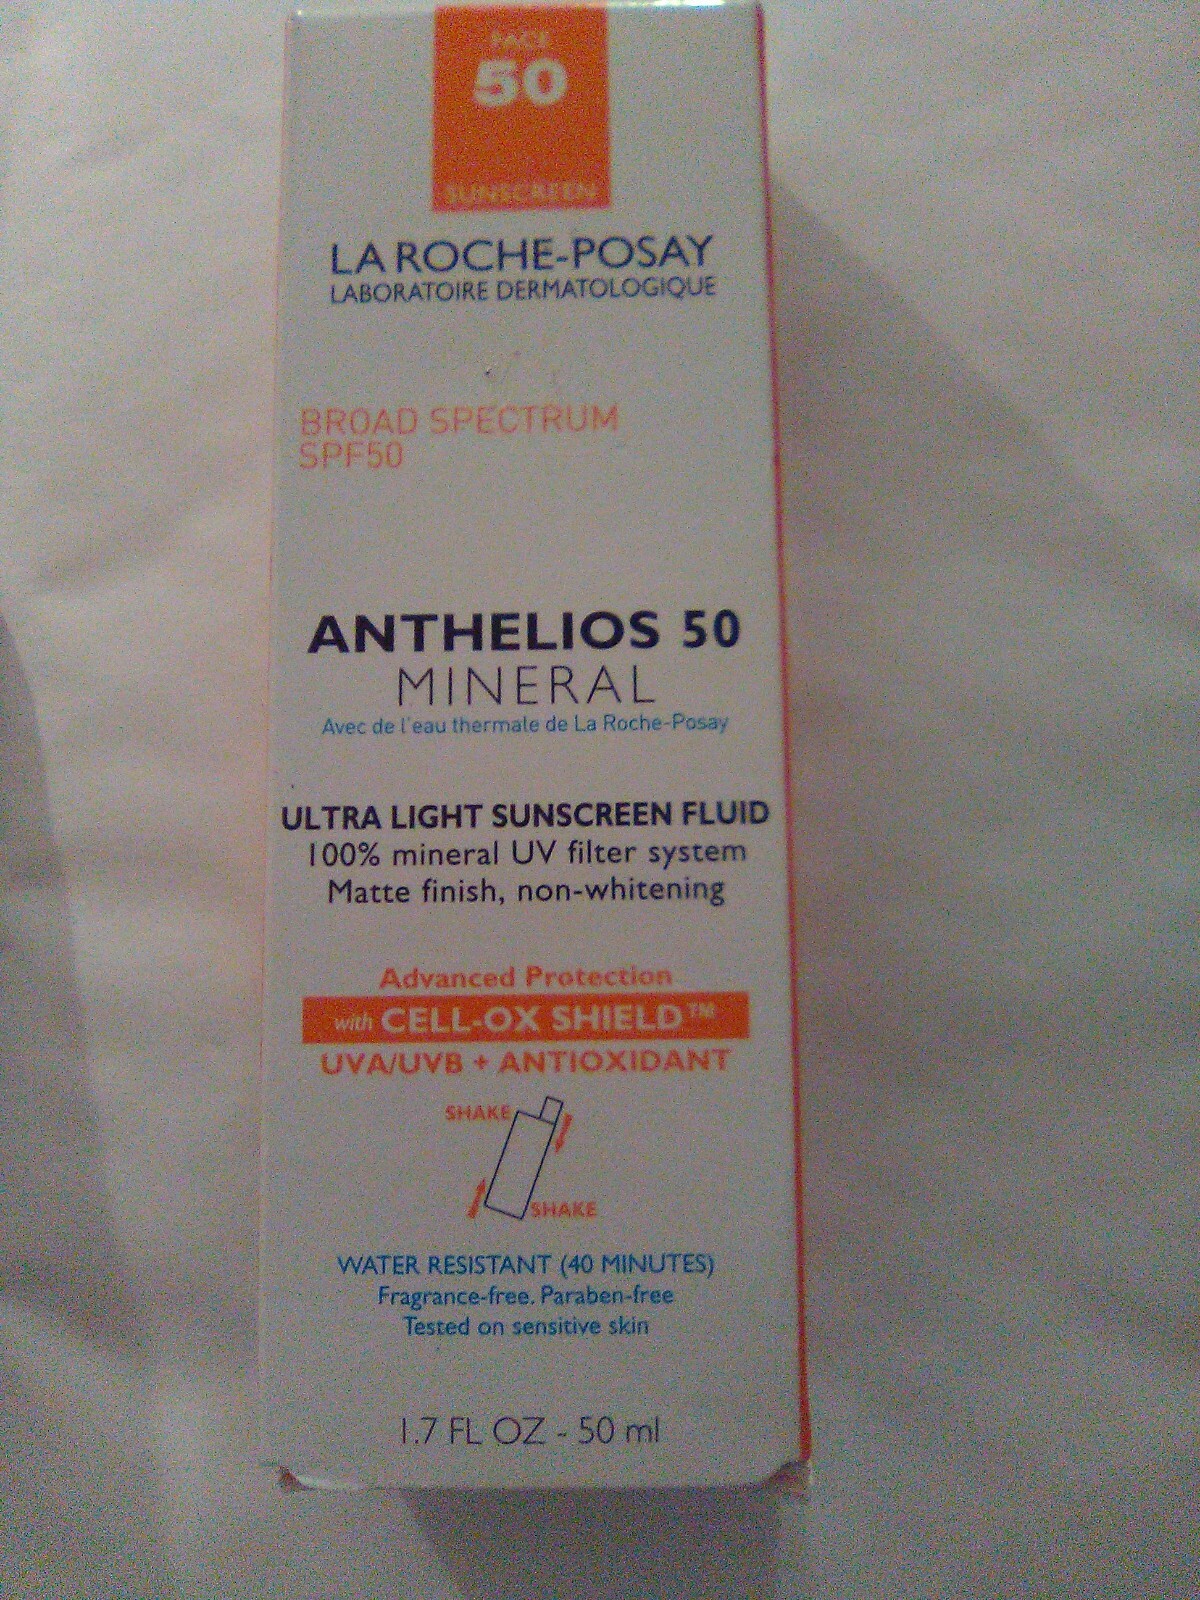 FACE
50
SUNSCREEN
LA ROCHE-POSAY
LABORATOIRE DERMATOLOGIQUE
BROAD SPECTRUM
SPF50
ANTHELIOS 50
MINERAL
Avec de l'eau thermale de La Roche-Posay
ULTRA LIGHT SUNSCREEN FLUID
100% mineral UV filter system
Matte finish, non-whitening
Advanced Protection
with CELL-OX SHIELD™
UVA/UVB + ANTIOXIDANT
SHAKE
SHAKE
WATER RESISTANT (40 MINUTES)
Fragrance-free. Paraben-free
Tested on sensitive skin
1.7 FL OZ - 50 ml